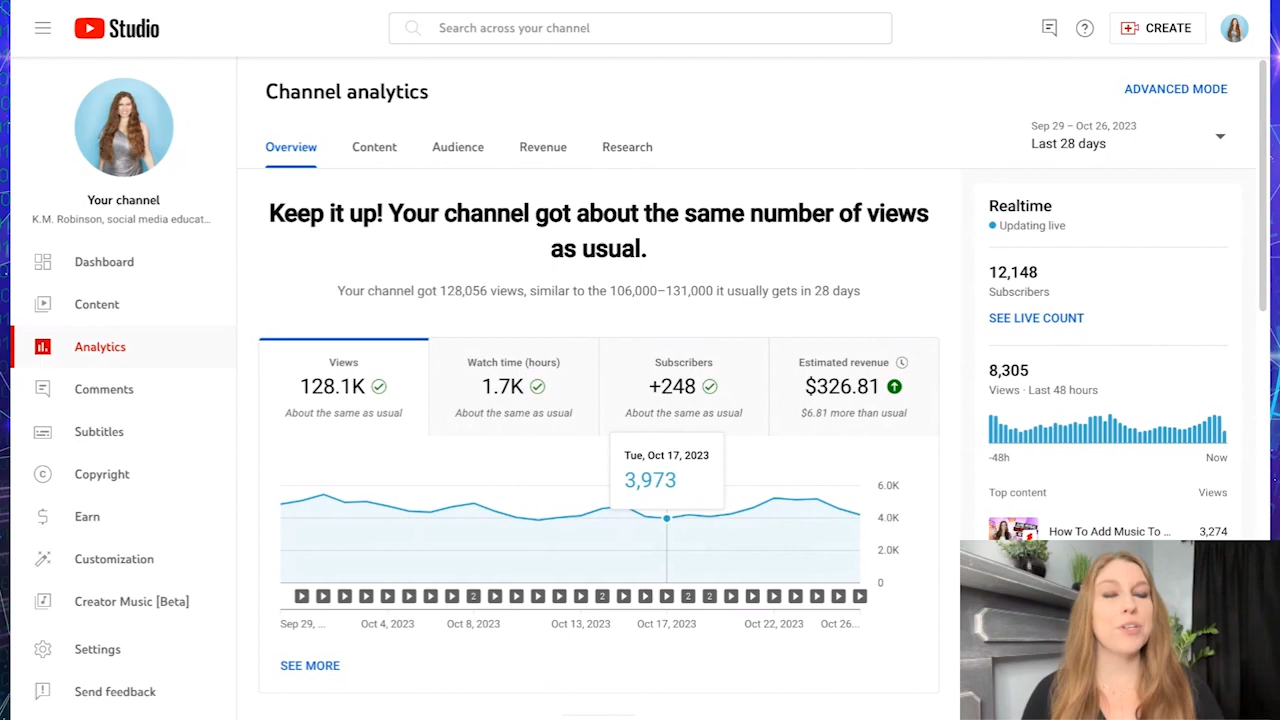 Studio
Search across your channel
CREATE
Channel analytics
ADVANCED MODE
Overview
Content
Audience
Revenue
Research
Sep 29 – Oct 26, 2023
Last 28 days
Your channel
K.M. Robinson, social media educat...
Dashboard
Content
Analytics
Comments
Subtitles
Copyright
Earn
Customization
Creator Music [Beta]
Settings
Send feedback
Keep it up! Your channel got about the same number of views
as usual.
Your channel got 128,056 views, similar to the 106,000–131,000 it usually gets in 28 days
Views
128.1K
About the same as usual
Watch time (hours)
1.7K
About the same as usual
Subscribers
+248
About the same as usual
Estimated revenue
$326.81
$6.81 more than usual
Tue, Oct 17, 2023
3,973
6.0K
4.0K
2.0K
0
2
2
2
2
Sep 29, ...
Oct 4, 2023
Oct 8, 2023
Oct 13, 2023
Oct 17, 2023
Oct 22, 2023
Oct 26...
SEE MORE
Realtime
Updating live
12,148
Subscribers
SEE LIVE COUNT
8,305
Views · Last 48 hours
-48h
Now
Top content
Views
How To Add Music To ...
3,274